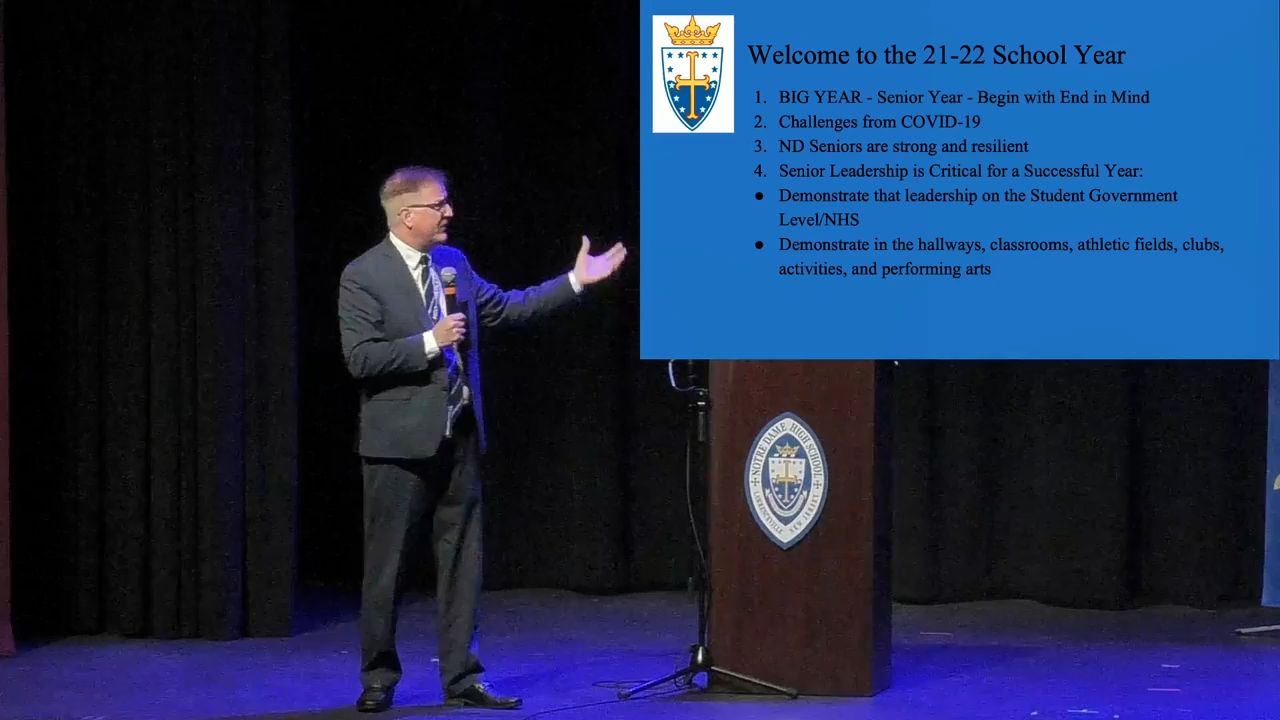 Welcome to the 21-22 School Year
1. BIG YEAR - Senior Year - Begin with End in Mind
2. Challenges from COVID-19
3. ND Seniors are strong and resilient
4. Senior Leadership is Critical for a Successful Year:
● Demonstrate that leadership on the Student Government
Level/NHS
● Demonstrate in the hallways, classrooms, athletic fields, clubs,
activities, and performing arts
NOTRE DAME HIGH SCHOOL
LAWRENCEVILLE NEW JERSEY